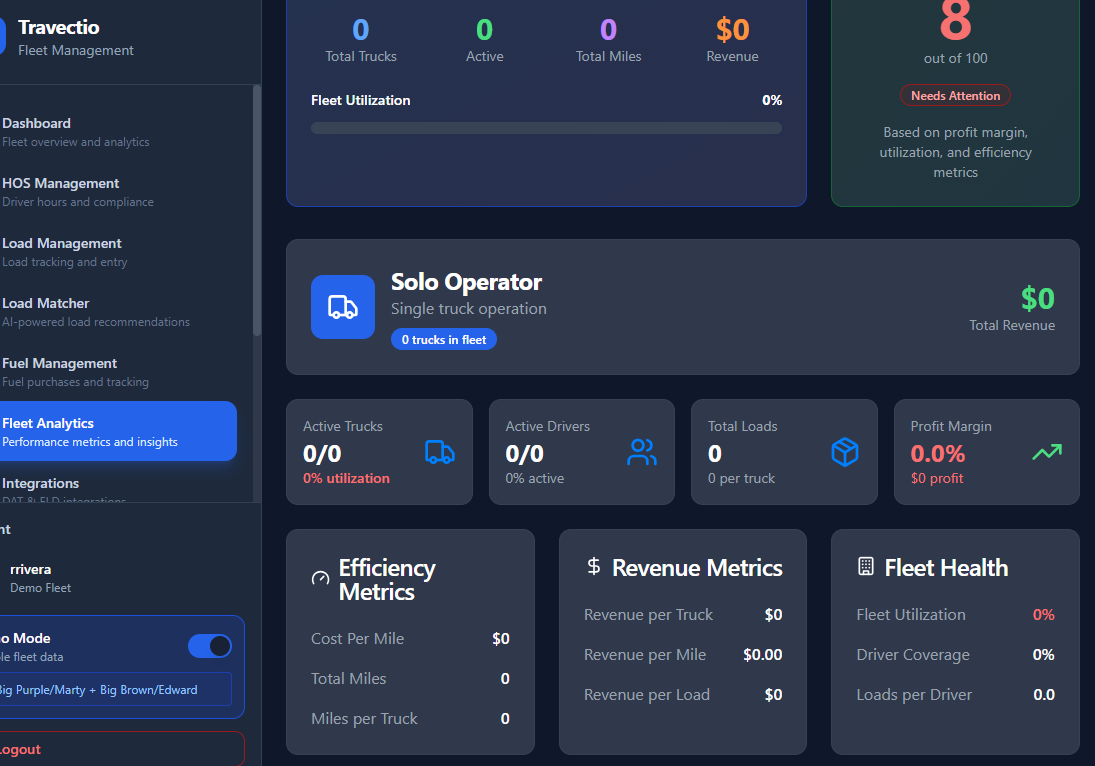 Travectio
Fleet Management
Dashboard
Fleet overview and analytics
HOS Management
Driver hours and compliance
Load Management
Load tracking and entry
Load Matcher
AI-powered load recommendations
Fuel Management
Fuel purchases and tracking
Fleet Analytics
Performance metrics and insights
Integrations
DAT & ELD integrations
nt
rrivera
Demo Fleet
o Mode
le fleet data
Big Purple/Marty + Big Brown/Edward
Logout
0 0 0 $0
Total Trucks Active Total Miles Revenue
Fleet Utilization 0%
8
out of 100
Needs Attention
Based on profit margin,
utilization, and efficiency
metrics
Solo Operator
Single truck operation
0 trucks in fleet
$0
Total Revenue
Active Trucks
0/0
0% utilization
Active Drivers
0/0
0% active
Total Loads
0
0 per truck
Profit Margin
0.0%
$0 profit
Efficiency
Metrics
Cost Per Mile $0
Total Miles 0
Miles per Truck 0
Revenue Metrics
Revenue per Truck $0
Revenue per Mile $0.00
Revenue per Load $0
Fleet Health
Fleet Utilization 0%
Driver Coverage 0%
Loads per Driver 0.0